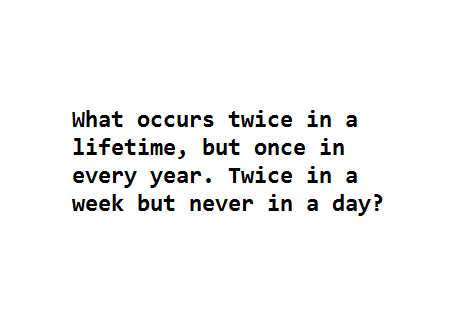 What occurs twice in a
lifetime, but once in
every year. Twice in a
week but never in a day?